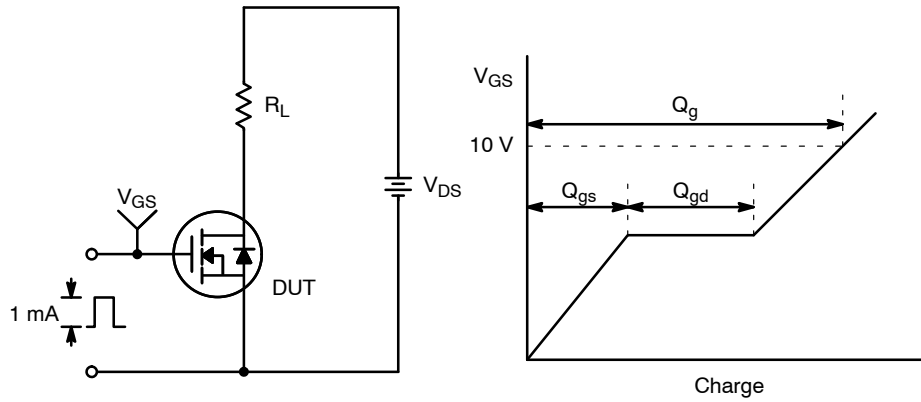 R_L
V_GS
V_DS
DUT
1 mA
V_GS
Q_g
10 V
Q_gs
Q_gd
Charge